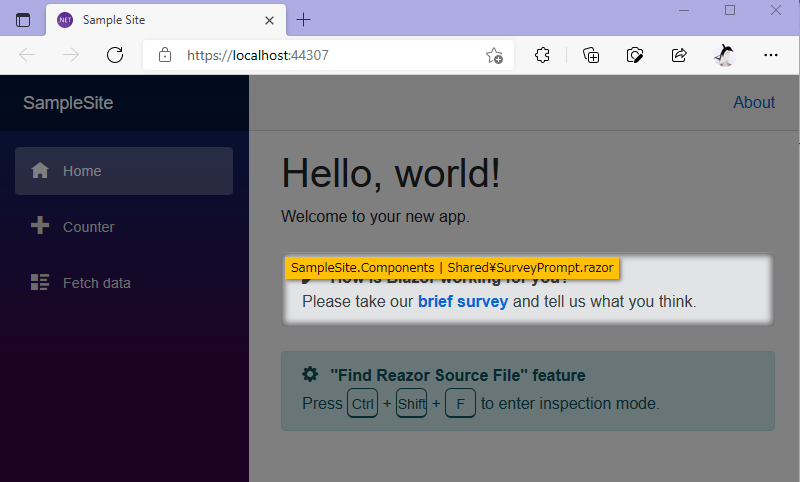 .NET Sample Site
https://localhost:44307
SampleSite
About
Home
Counter
Fetch data
Hello, world!
Welcome to your new app.
SampleSite.Components | Shared¥SurveyPrompt.razor
How is Blazor working for you?
Please take our brief survey and tell us what you think.
"Find Reazor Source File" feature
Press Ctrl + Shift + F to enter inspection mode.